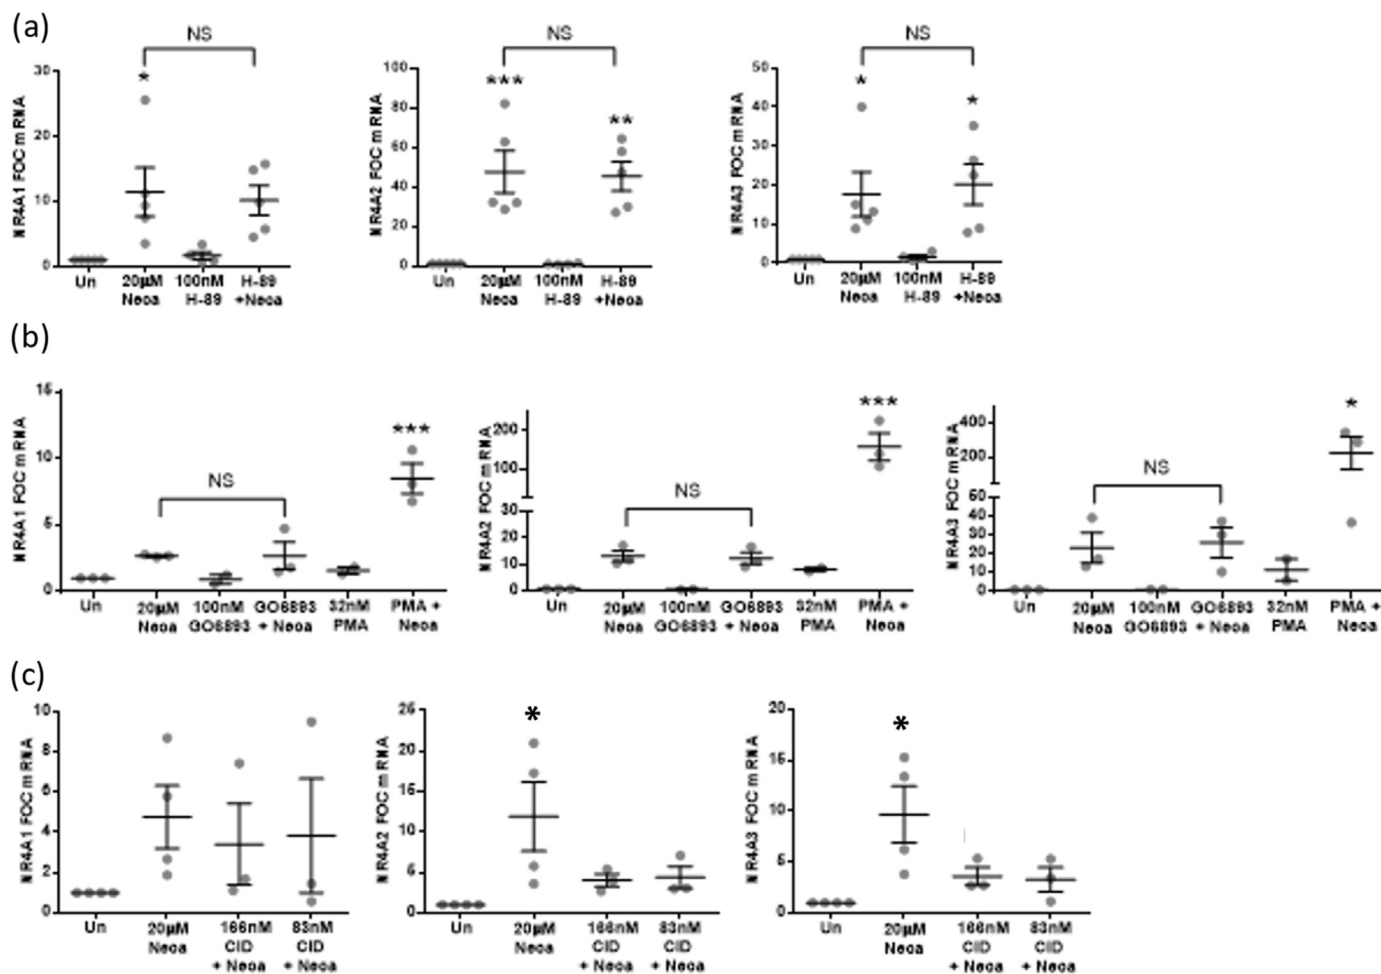 (a)
NS
NS
NS
*
***
**
*
*
NR4A1 FOC mRNA
30
20
10
0
Un
20µM
Neoa
100nM
H-89
H-89
+Neoa
NR4A2 FOC mRNA
100
80
60
40
20
0
Un
20µM
Neoa
100nM
H-89
H-89
+Neoa
NR4A3 FOC mRNA
50
40
30
20
10
0
Un
20µM
Neoa
100nM
H-89
H-89
+Neoa
(b)
NR4A1 FOC mRNA
15
10
5
0
NS
***
Un
20µM
Neoa
100nM
GO6893
GO6893
+ Neoa
32nM
PMA
PMA +
Neoa
NR4A2 FOC mRNA
200
100
30
20
10
0
NS
***
Un
20µM
Neoa
100nM
GO6893
GO6893
+ Neoa
32nM
PMA
PMA +
Neoa
NR4A3 FOC mRNA
400
200
60
50
40
30
20
10
0
NS
*
Un
20µM
Neoa
100nM
GO6893
GO6893
+ Neoa
32nM
PMA
PMA +
Neoa
(c)
NR4A1 FOC mRNA
10
8
6
4
2
0
Un
20µM
Neoa
166nM
CID
+ Neoa
83nM
CID
+ Neoa
NR4A2 FOC mRNA
25
20
15
10
5
0
*
Un
20µM
Neoa
166nM
CID
+ Neoa
83nM
CID
+ Neoa
NR4A3 FOC mRNA
20
15
10
5
0
*
Un
20µM
Neoa
166nM
CID
+ Neoa
83nM
CID
+ Neoa